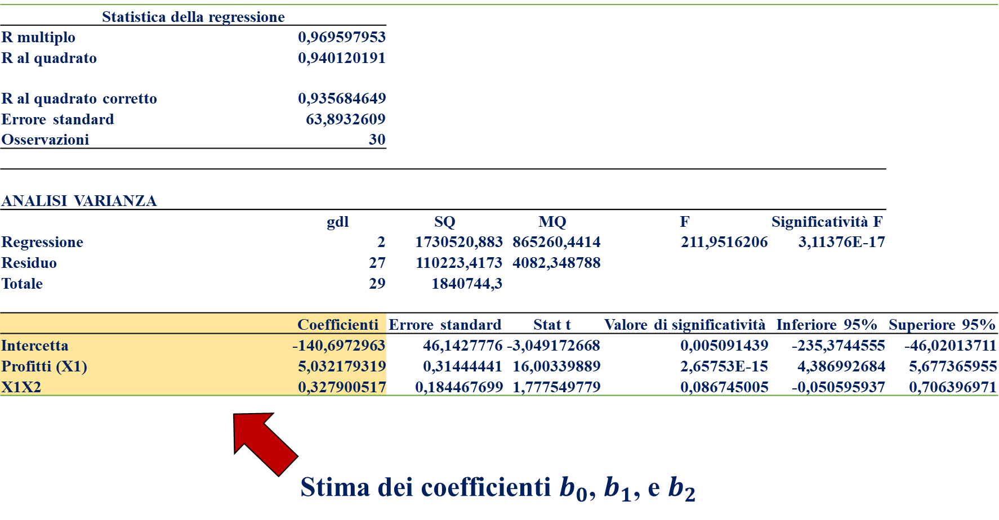 Statistica della regressione
R multiplo 0,969597953
R al quadrato 0,940120191
R al quadrato corretto 0,935684649
Errore standard 63,8932609
Osservazioni 30
ANALISI VARIANZA
gdl SQ MQ F Significatività F
Regressione 2 1730520,883 865260,4414 211,9516206 3,11376E-17
Residuo 27 110223,4173 4082,348788
Totale 29 1840744,3
Coefficienti Errore standard Stat t Valore di significatività Inferiore 95% Superiore 95%
Intercetta -140,6972963 46,1427776 -3,049172668 0,005091439 -235,3744555 -46,02013711
Profitti (X1) 5,032179319 0,31444441 16,00339889 2,65753E-15 4,386992684 5,677365955
X1X2 0,327900517 0,184467699 1,777549779 0,086745005 -0,050595937 0,706396971
Stima dei coefficienti b₀, b₁, e b₂